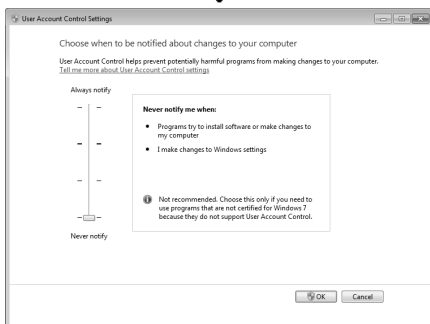 User Account Control Settings
Choose when to be notified about changes to your computer
User Account Control helps prevent potentially harmful programs from making changes to your computer.
Tell me more about User Account Control settings
Always notify
Never notify me when:
• Programs try to install software or make changes to
my computer
• I make changes to Windows settings
Not recommended. Choose this only if you need to
use programs that are not certified for Windows 7
because they do not support User Account Control.
Never notify
OK
Cancel